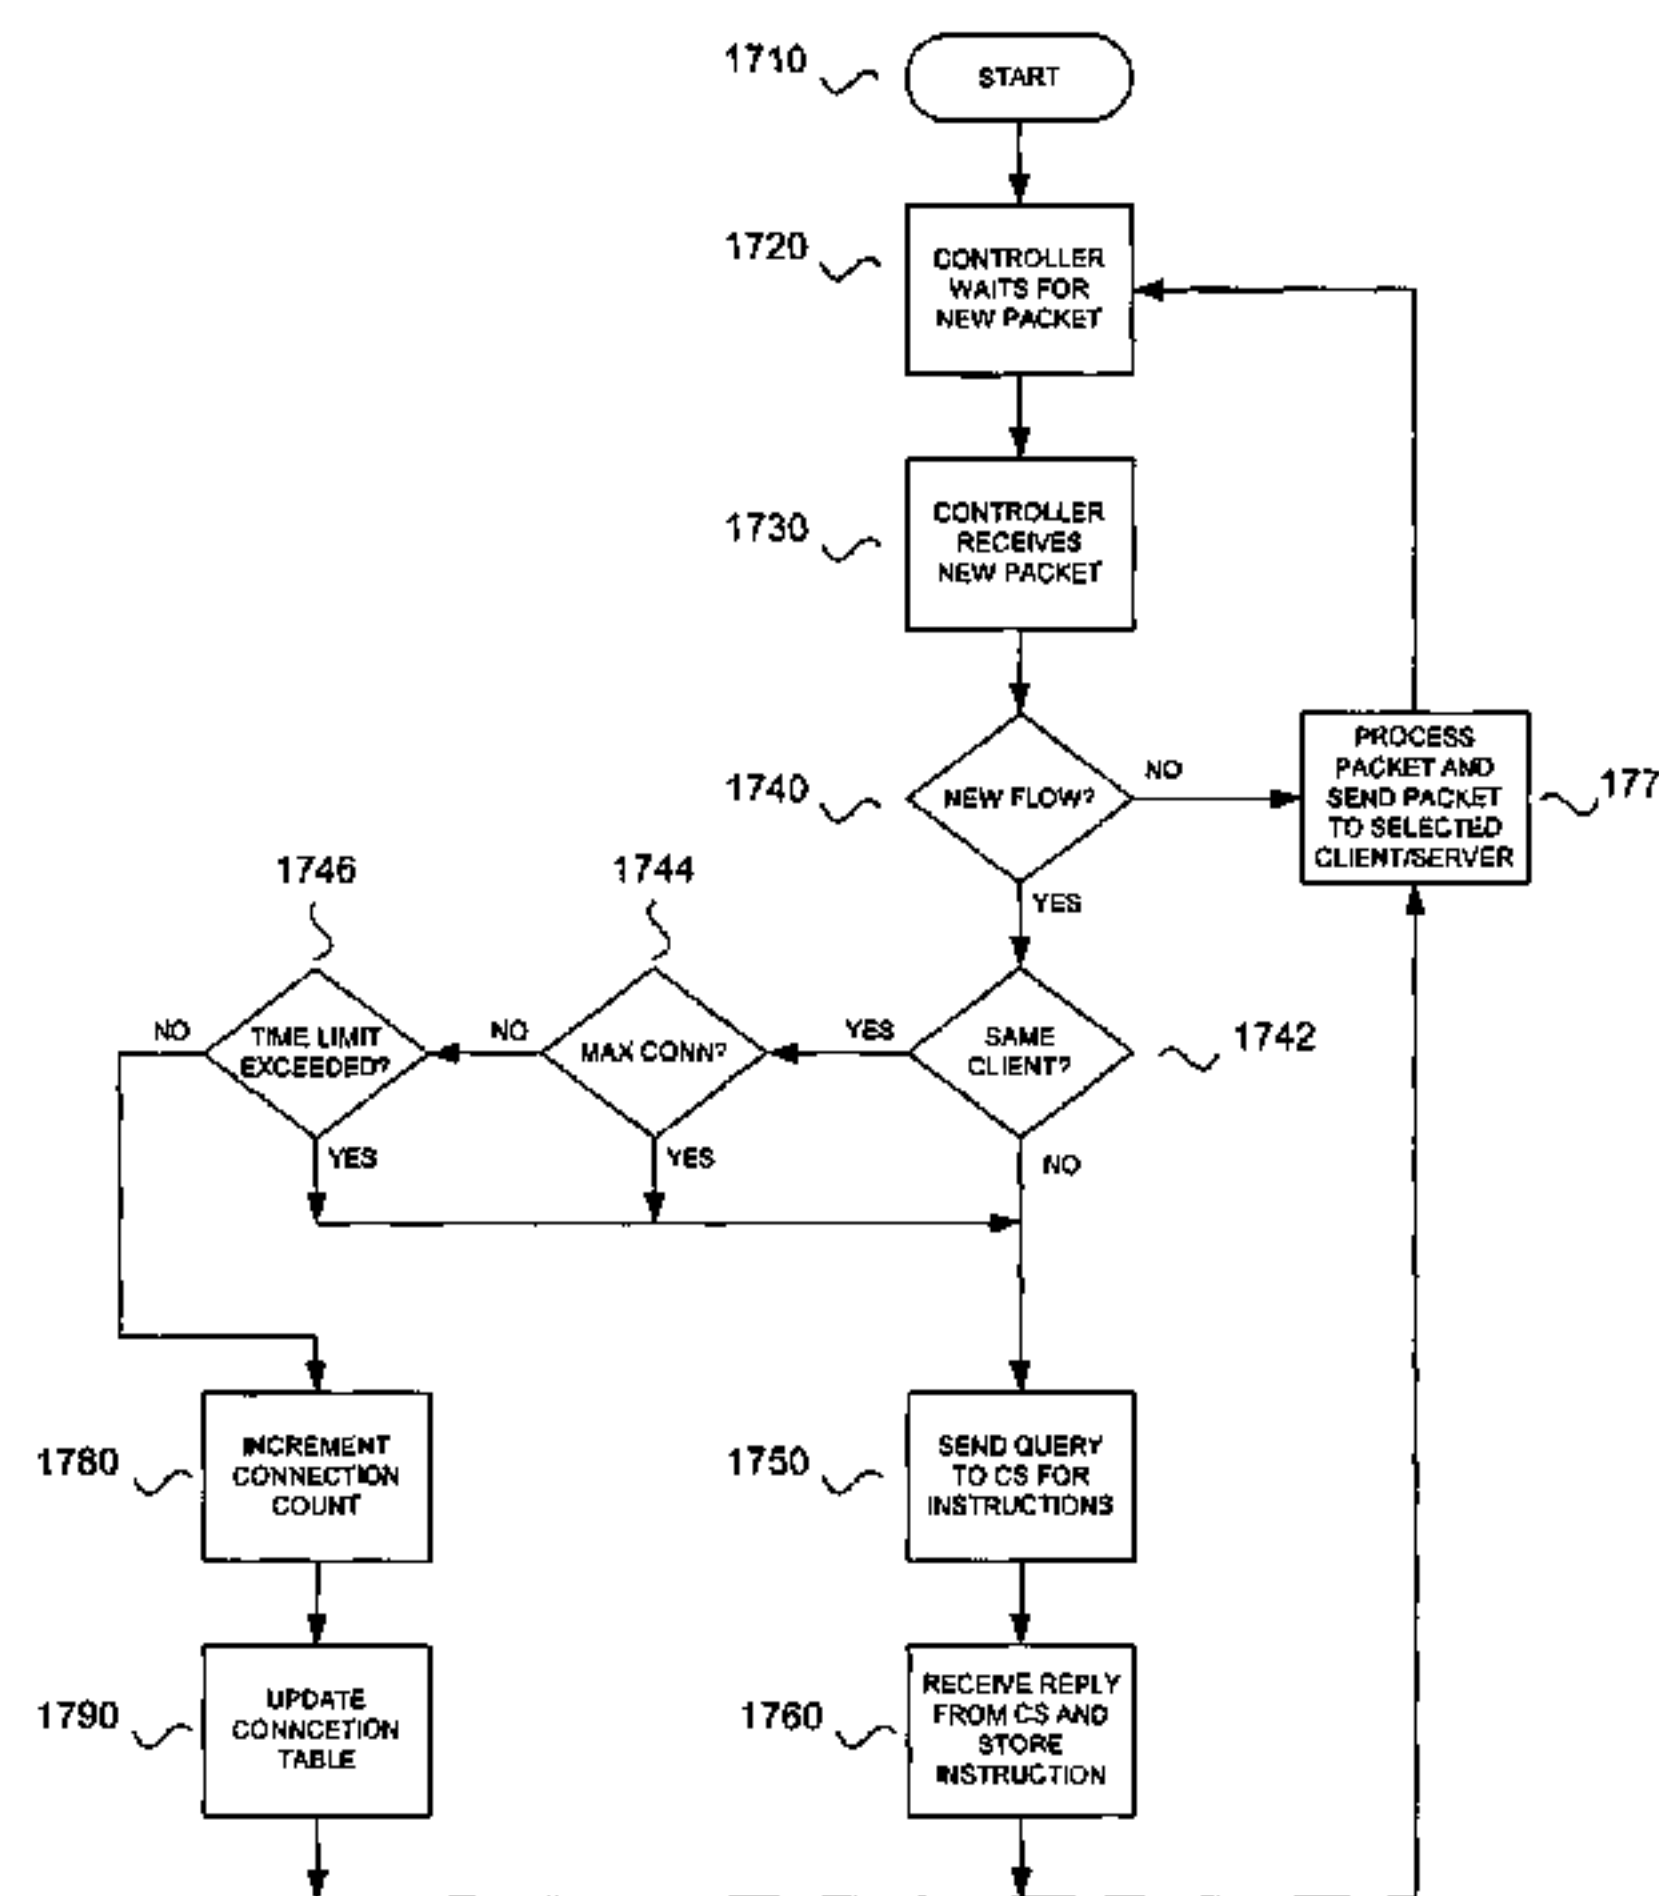 1710
START
1720
CONTROLLER
WAITS FOR
NEW PACKET
1730
CONTROLLER
RECEIVES
NEW PACKET
1740
NEW FLOW?
NO
YES
PROCESS
PACKET AND
SEND PACKET
TO SELECTED
CLIENT/SERVER
177
1746
1744
NO
TIME LIMIT
EXCEEDED?
YES
NO
MAX CONN?
YES
YES
SAME
CLIENT?
NO
1742
1780
INCREMENT
CONNECTION
COUNT
1750
SEND QUERY
TO CS FOR
INSTRUCTIONS
1790
UPDATE
CONNCETION
TABLE
1760
RECEIVE REPLY
FROM CS AND
STORE
INSTRUCTION